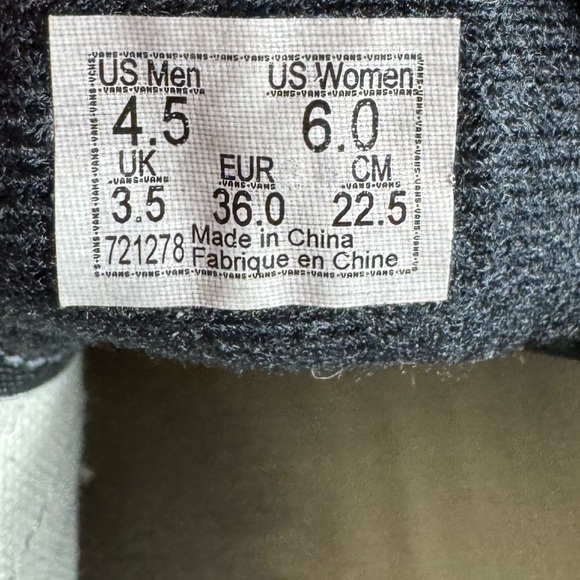 US Men US Women
4.5 6.0
UK EUR CM
3.5 36.0 22.5
721278 Made in China
Fabrique en Chine